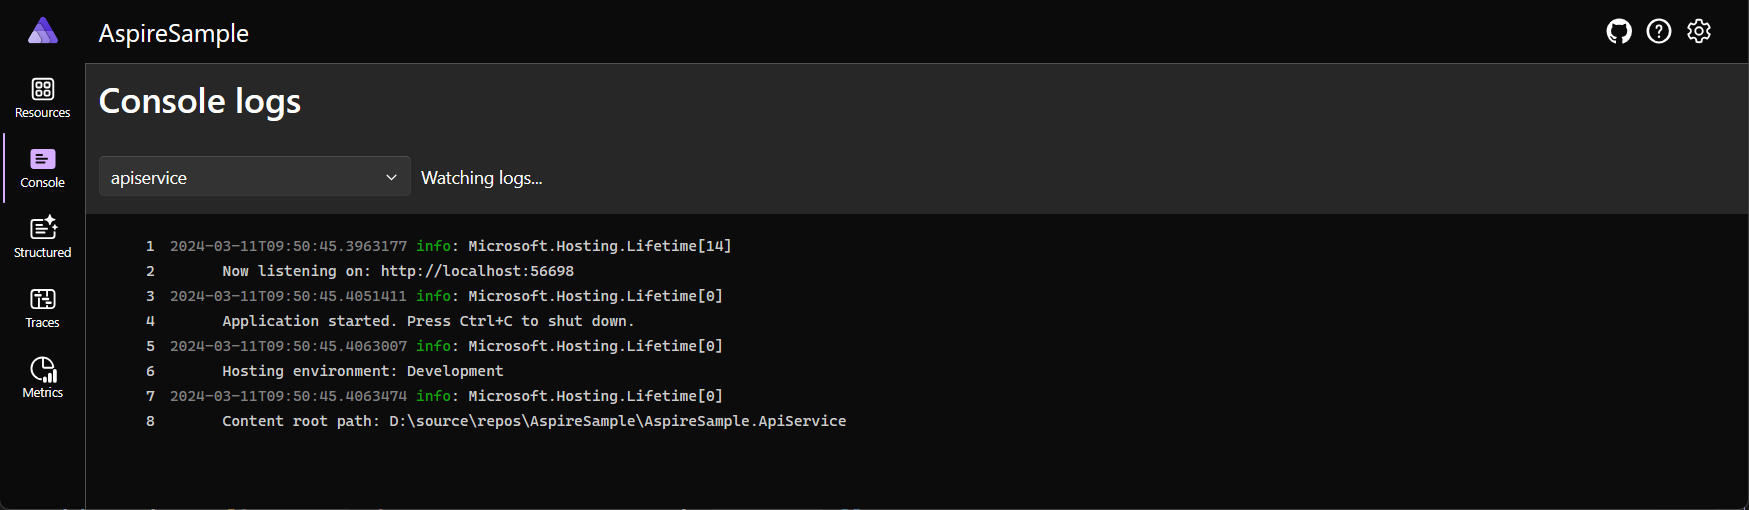 AspireSample
Resources
Console
Structured
Traces
Metrics
Console logs
apiservice Watching logs...
1 2024-03-11T09:50:45.3963177 info: Microsoft.Hosting.Lifetime[14]
2 Now listening on: http://localhost:56698
3 2024-03-11T09:50:45.4051411 info: Microsoft.Hosting.Lifetime[0]
4 Application started. Press Ctrl+C to shut down.
5 2024-03-11T09:50:45.4063007 info: Microsoft.Hosting.Lifetime[0]
6 Hosting environment: Development
7 2024-03-11T09:50:45.4063474 info: Microsoft.Hosting.Lifetime[0]
8 Content root path: D:\source\repos\AspireSample\AspireSample.ApiService